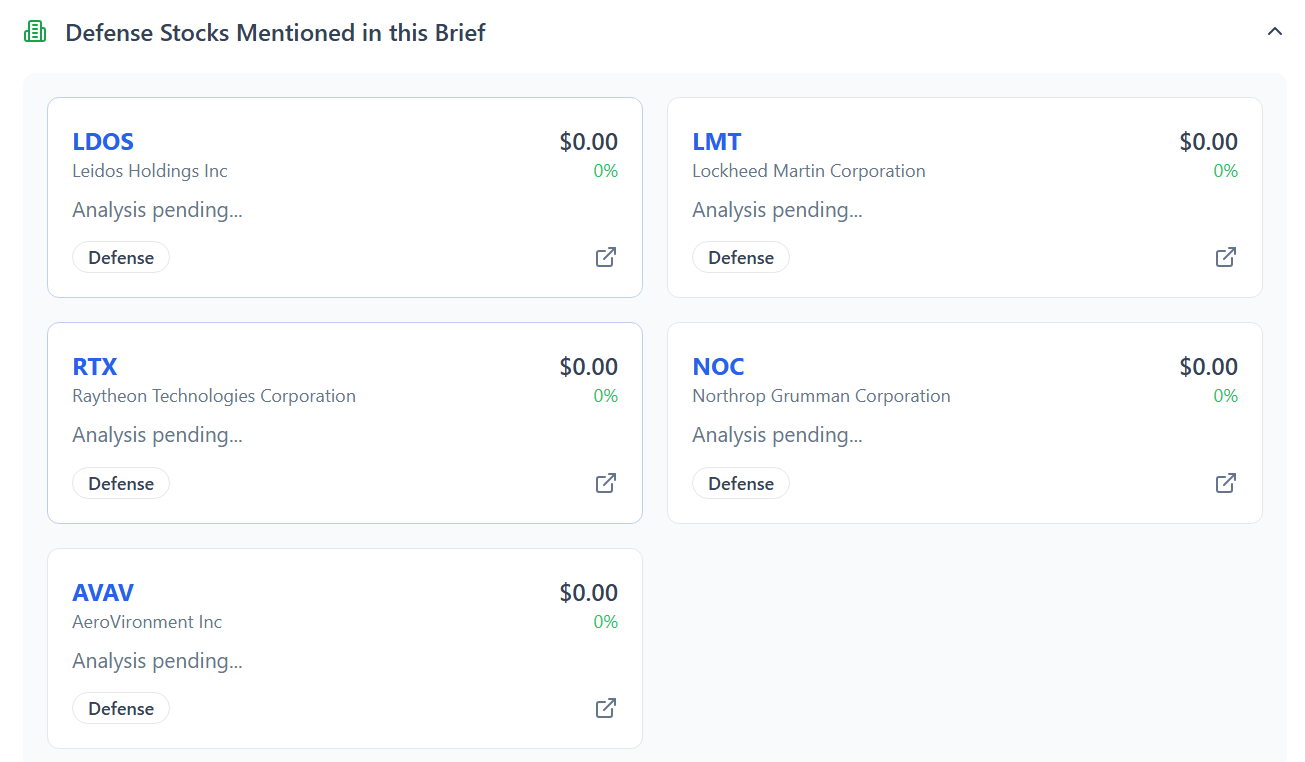 Defense Stocks Mentioned in this Brief
LDOS
$0.00
Leidos Holdings Inc
0%
Analysis pending...
Defense
LMT
$0.00
Lockheed Martin Corporation
0%
Analysis pending...
Defense
RTX
$0.00
Raytheon Technologies Corporation
0%
Analysis pending...
Defense
NOC
$0.00
Northrop Grumman Corporation
0%
Analysis pending...
Defense
AVAV
$0.00
AeroVironment Inc
0%
Analysis pending...
Defense